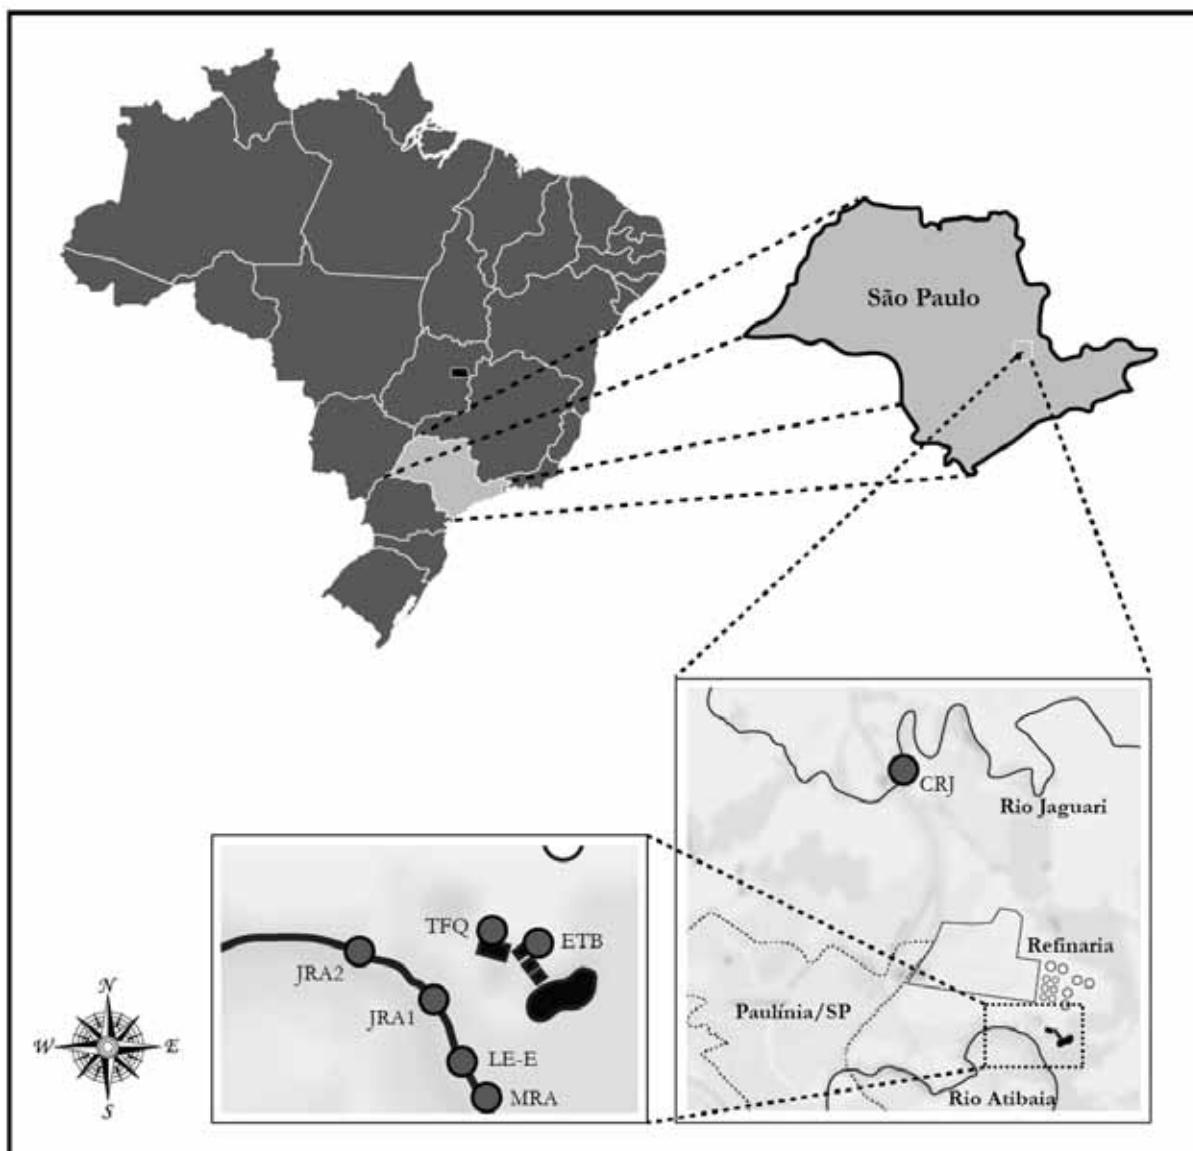 São Paulo
CRJ
Rio Jaguari
TFQ
ETB
JRA2
JRA1
LE-E
MRA
Refinaria
Paulínia/SP
Rio Atibaia
N
W
E
S